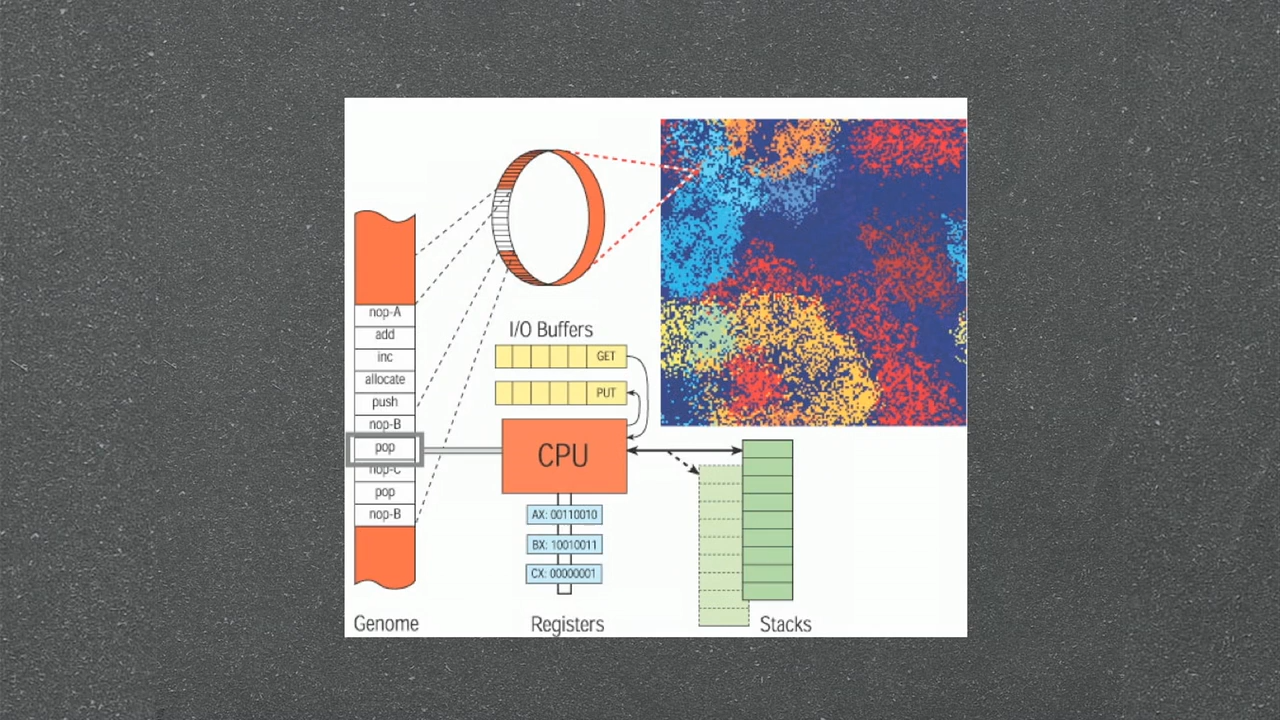 nop-A
add
inc
allocate
push
nop-B
pop
nop-C
pop
nop-B
Genome
I/O Buffers
GET
PUT
CPU
AX: 00110010
BX: 10010011
CX: 00000001
Registers
Stacks